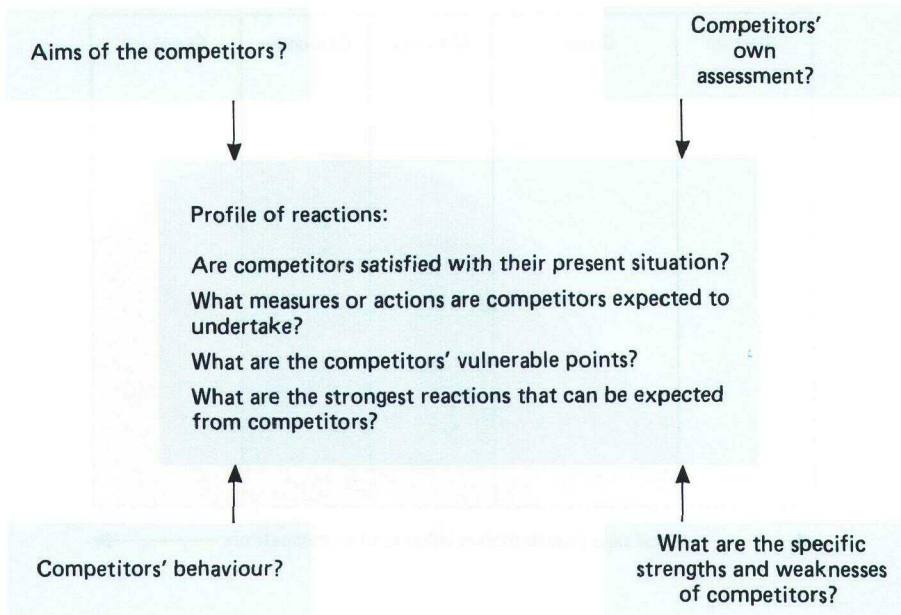 Aims of the competitors?
Competitors'
own
assessment?
Profile of reactions:
Are competitors satisfied with their present situation?
What measures or actions are competitors expected to
undertake?
What are the competitors' vulnerable points?
What are the strongest reactions that can be expected
from competitors?
Competitors' behaviour?
What are the specific
strengths and weaknesses
of competitors?